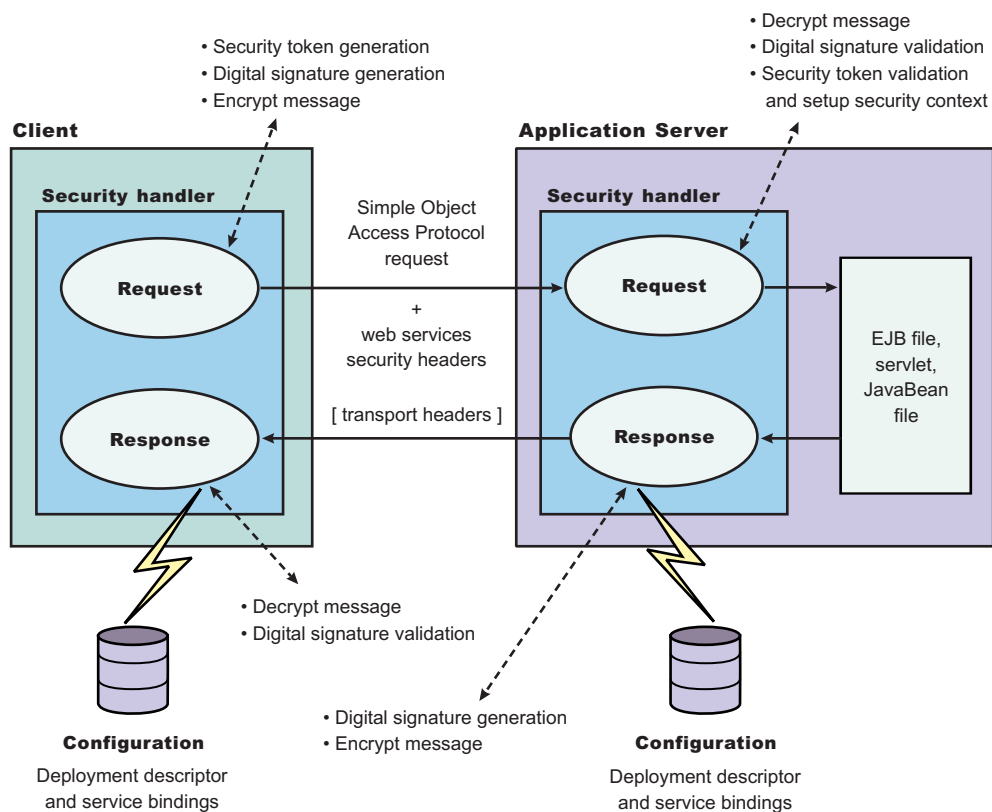 • Security token generation
• Digital signature generation
• Encrypt message
• Decrypt message
• Digital signature validation
• Security token validation
and setup security context
Client
Application Server
Security handler
Security handler
Simple Object
Access Protocol
request
Request
Request
+
web services
security headers
EJB file,
servlet,
JavaBean
file
[ transport headers ]
Response
Response
• Decrypt message
• Digital signature validation
• Digital signature generation
• Encrypt message
Configuration
Deployment descriptor
and service bindings
Configuration
Deployment descriptor
and service bindings